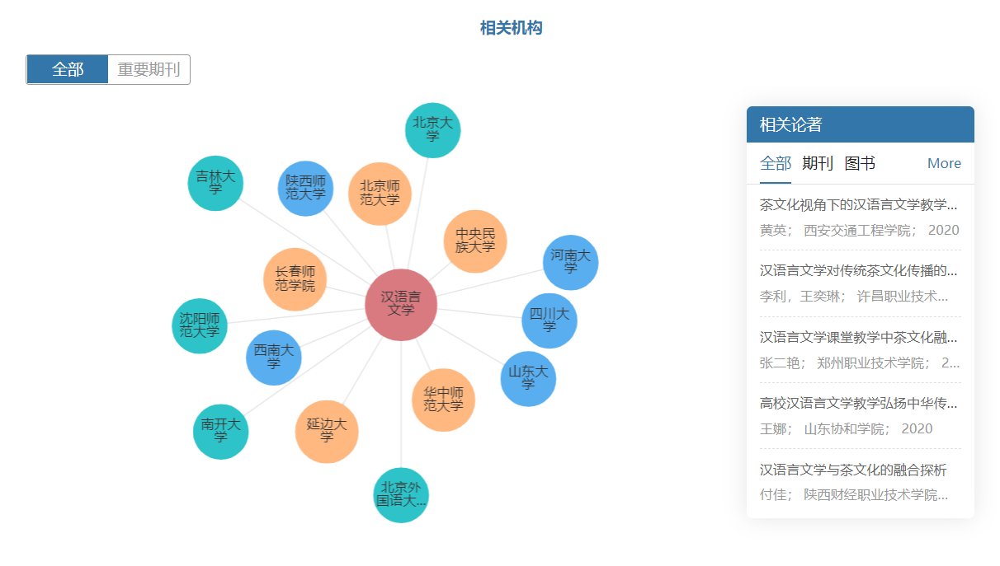 相关机构
全部
重要期刊
北京大
学
吉林大
学
陕西师
范大学
北京师
范大学
中央民
族大学
河南大
学
长春师
范学院
汉语言
文学
四川大
学
沈阳师
范大学
西南大
学
山东大
学
华中师
范大学
南开大
学
延边大
学
北京外
国语大...
相关论著
全部 期刊 图书 More
茶文化视角下的汉语言文学教学...
黄英； 西安交通工程学院； 2020
汉语言文学对传统茶文化传播的...
李利，王奕琳； 许昌职业技术...
汉语言文学课堂教学中茶文化融...
张二艳； 郑州职业技术学院； 2...
高校汉语言文学教学弘扬中华传...
王娜； 山东协和学院； 2020
汉语言文学与茶文化的融合探析
付佳； 陕西财经职业技术学院...